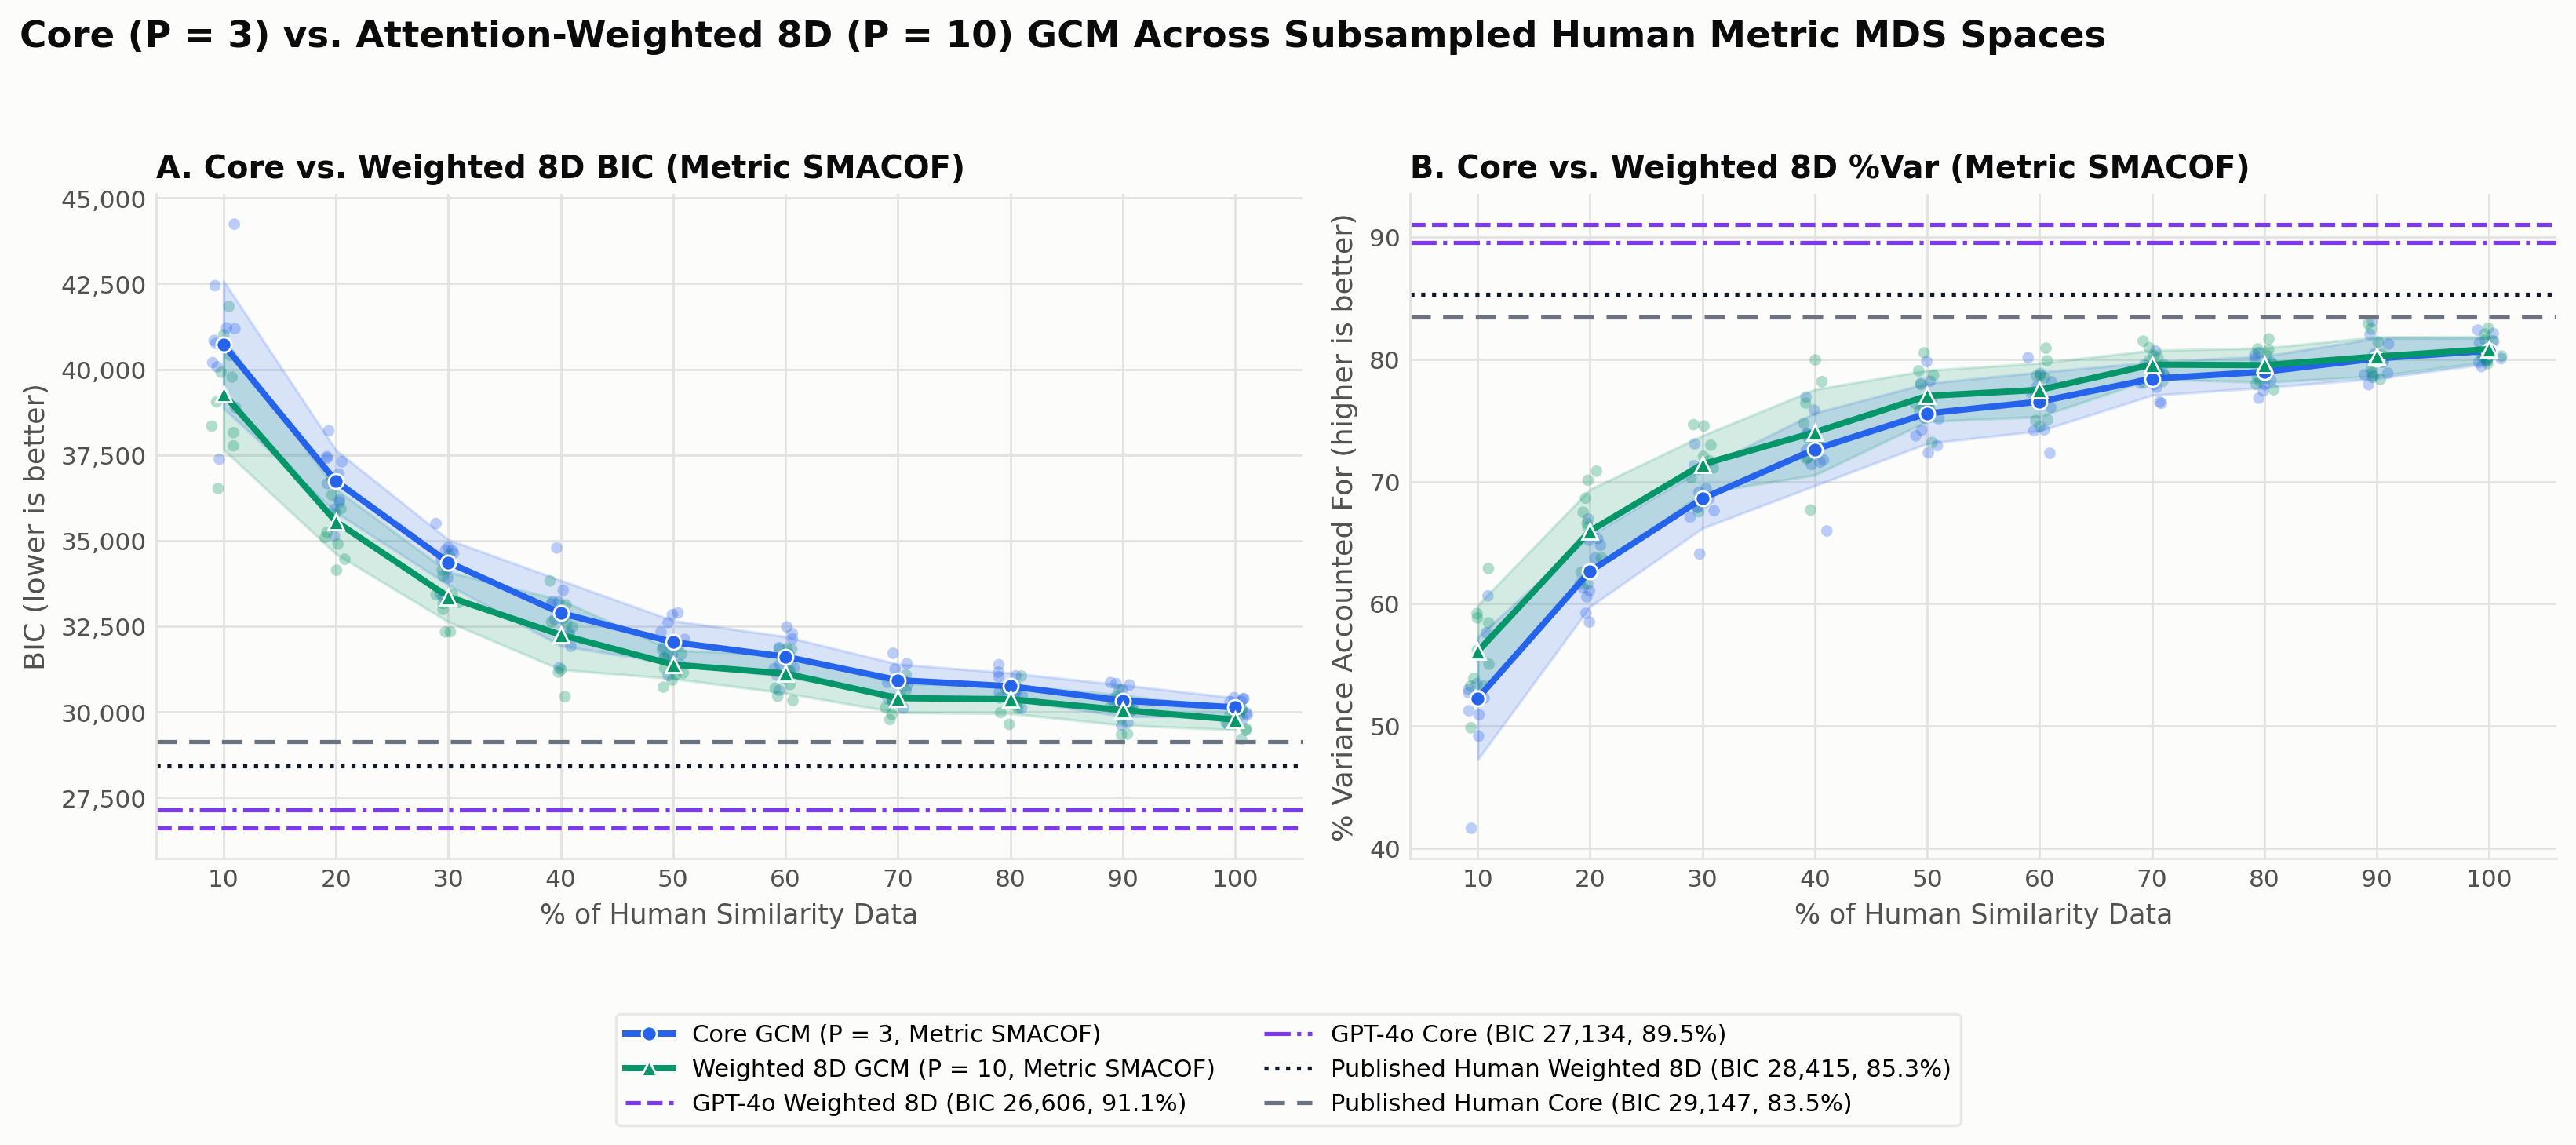 Core (P = 3) vs. Attention-Weighted 8D (P = 10) GCM Across Subsampled Human Metric MDS Spaces
A. Core vs. Weighted 8D BIC (Metric SMACOF)
BIC (lower is better)
45,000
42,500
40,000
37,500
35,000
32,500
30,000
27,500
10 20 30 40 50 60 70 80 90 100
% of Human Similarity Data
B. Core vs. Weighted 8D %Var (Metric SMACOF)
% Variance Accounted For (higher is better)
90
80
70
60
50
40
10 20 30 40 50 60 70 80 90 100
% of Human Similarity Data
Core GCM (P = 3, Metric SMACOF)
Weighted 8D GCM (P = 10, Metric SMACOF)
GPT-4o Weighted 8D (BIC 26,606, 91.1%)
GPT-4o Core (BIC 27,134, 89.5%)
Published Human Weighted 8D (BIC 28,415, 85.3%)
Published Human Core (BIC 29,147, 83.5%)